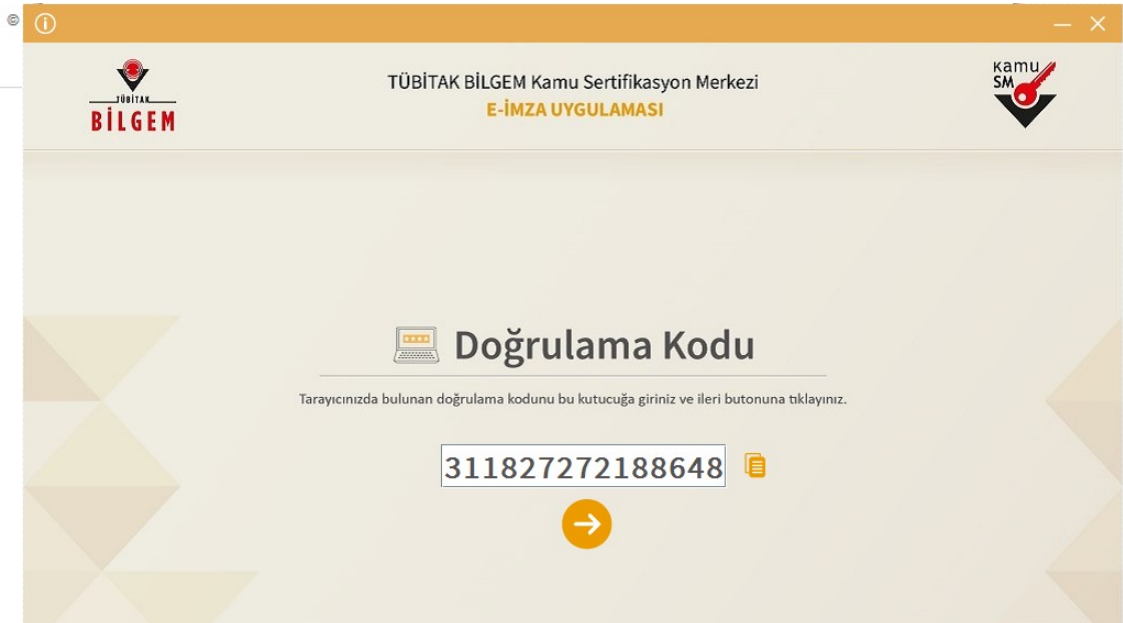 ©
TÜBİTAK
BİLGEM
TÜBİTAK BİLGEM Kamu Sertifikasyon Merkezi
E-İMZA UYGULAMASI
Kamu
SM
Doğrulama Kodu
Tarayıcınızda bulunan doğrulama kodunu bu kutucuğa giriniz ve ileri butonuna tıklayınız.
311827272188648